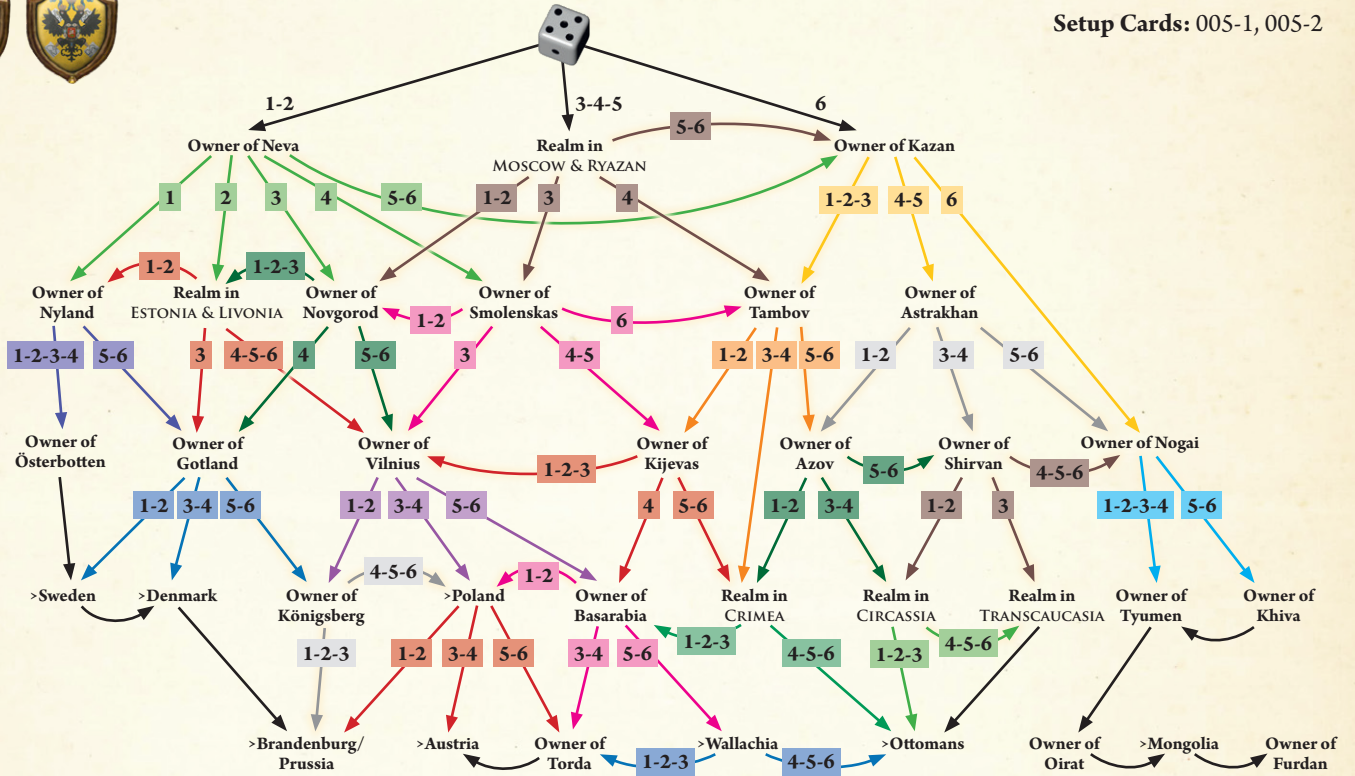 Setup Cards: 005-1, 005-2
1-2
3-4-5
6
5-6
Owner of Neva
Realm in
MOSCOW & RYAZAN
Owner of Kazan
1
2
3
4
5-6
1-2
3
4
1-2-3
4-5
6
1-2
1-2-3
Owner of
Nyland
Realm in
ESTONIA & LIVONIA
Owner of
Novgorod
Owner of
Smolenskas
Owner of
Tambov
Owner of
Astrakhan
1-2
6
1-2-3-4
5-6
3
4-5-6
4
5-6
3
4-5
1-2
3-4
5-6
1-2
3-4
5-6
Owner of
Österbotten
Owner of
Gotland
Owner of
Vilnius
Owner of
Kijevas
Owner of
Azov
Owner of
Shirvan
Owner of Nogai
1-2-3
5-6
4-5-6
1-2
3-4
5-6
1-2
3-4
5-6
4
5-6
1-2
3-4
1-2
3
1-2-3-4
5-6
4-5-6
1-2
>Sweden
>Denmark
Owner of
Königsberg
>Poland
Owner of
Basarabia
Realm in
CRIMEA
Realm in
CIRCASSIA
Realm in
TRANSCAUCASIA
Owner of
Tyumen
Owner of
Khiva
1-2-3
1-2
3-4
5-6
3-4
5-6
1-2-3
4-5-6
1-2-3
4-5-6
>Brandenburg/
Prussia
>Austria
Owner of
Torda
>Wallachia
>Ottomans
Owner of
Oirat
>Mongolia
Owner of
Furdan
1-2-3
4-5-6